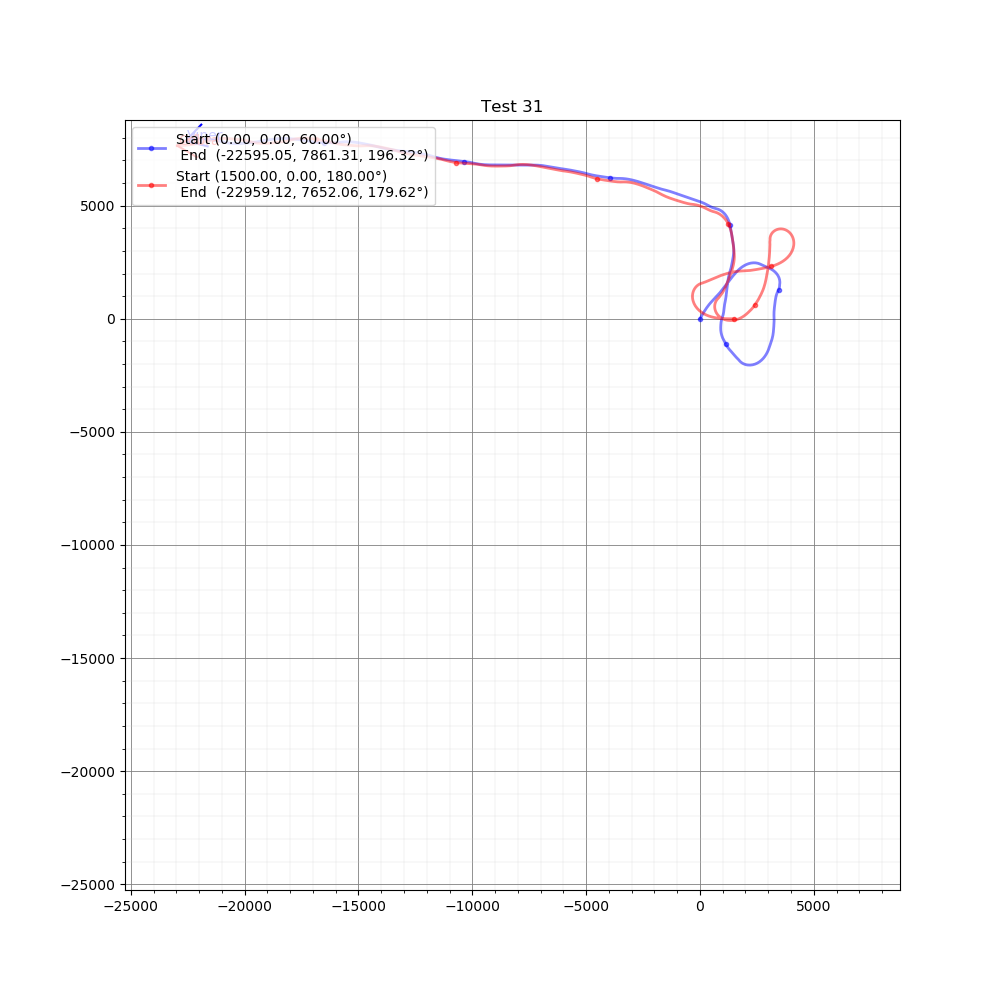 Test 31
Start (0.00, 0.00, 60.00°)
End (-22595.05, 7861.31, 196.32°)
Start (1500.00, 0.00, 180.00°)
End (-22959.12, 7652.06, 179.62°)
5000
0
−5000
−10000
−15000
−20000
−25000
−25000 −20000 −15000 −10000 −5000 0 5000